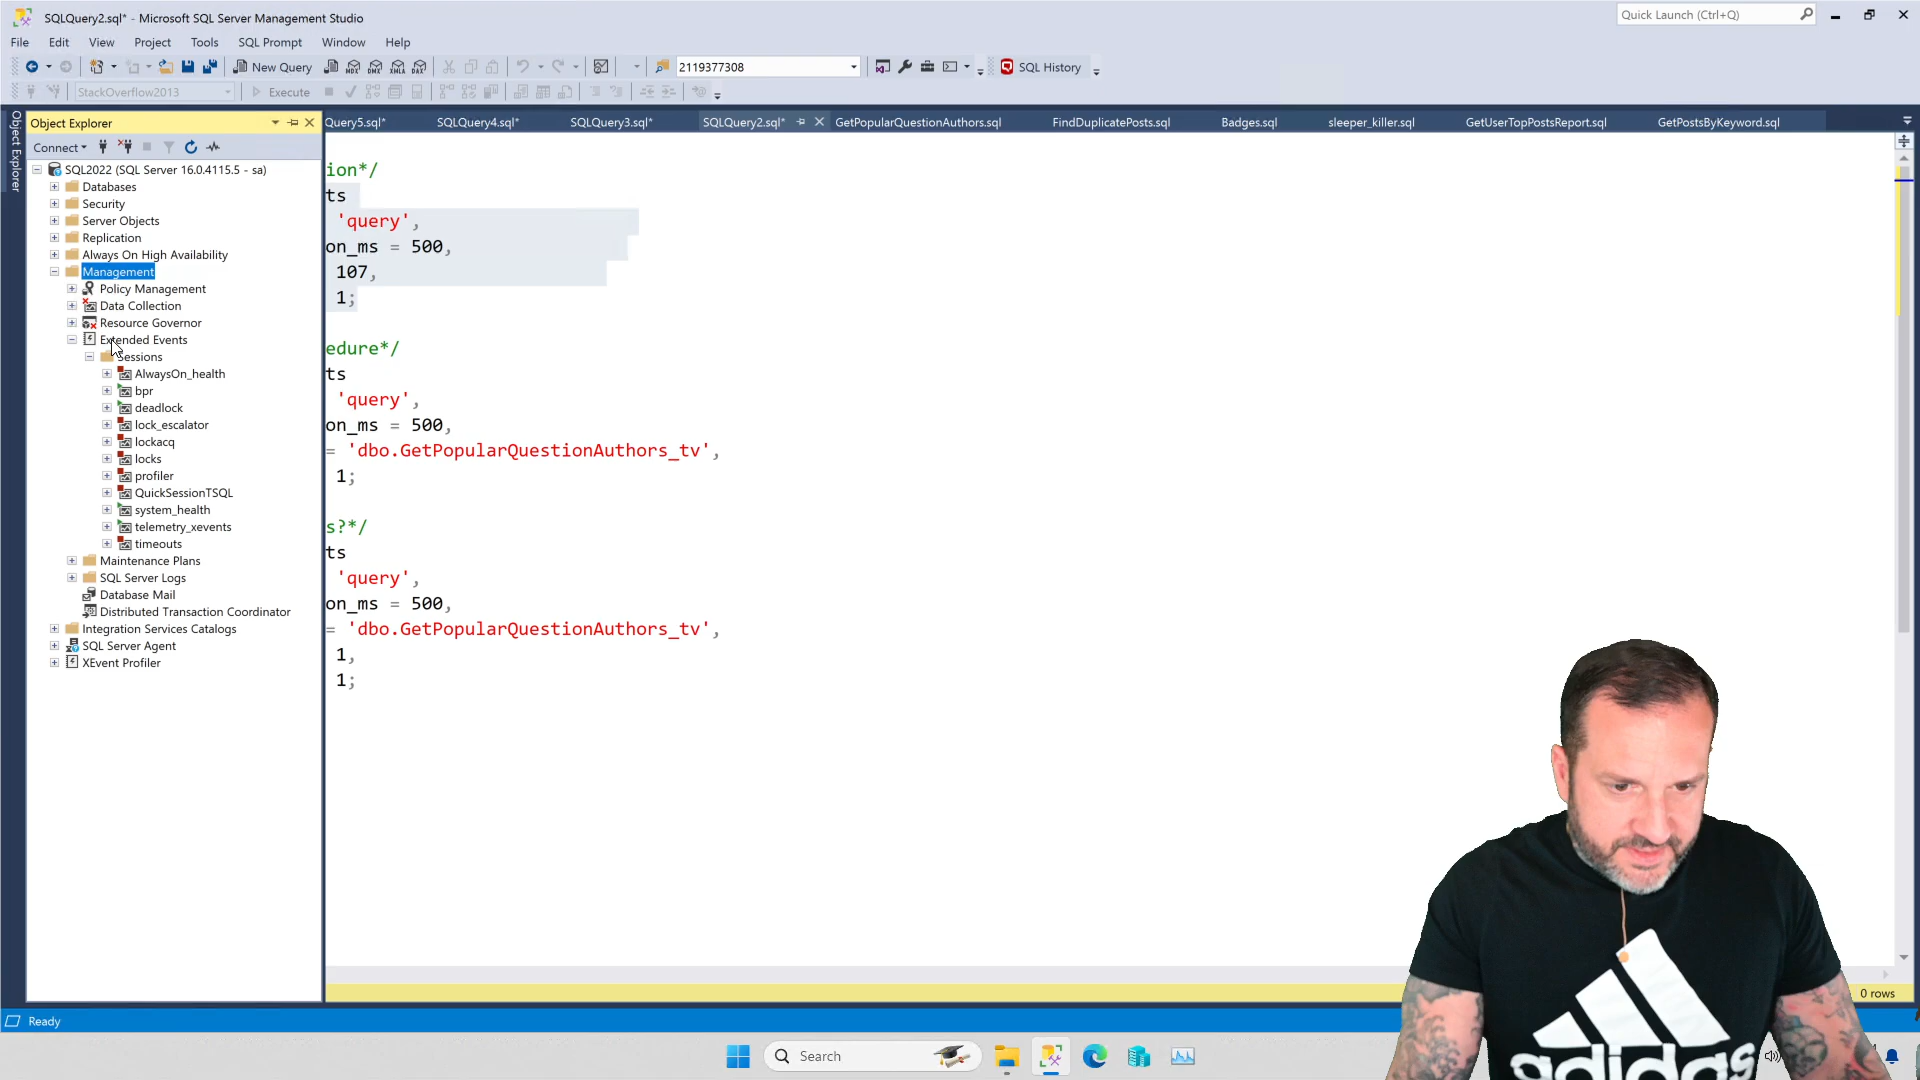 SQLQuery2.sql* - Microsoft SQL Server Management Studio
Quick Launch (Ctrl+Q)
File Edit View Project Tools SQL Prompt Window Help
New Query
2119377308
SQL History
StackOverflow2013
Execute
Object Explorer
Object Explorer
Query5.sql* SQLQuery4.sql* SQLQuery3.sql* SQLQuery2.sql* GetPopularQuestionAuthors.sql FindDuplicatePosts.sql Badges.sql sleeper_killer.sql GetUserTopPostsReport.sql GetPostsByKeyword.sql
Connect
SQL2022 (SQL Server 16.0.4115.5 - sa)
Databases
Security
Server Objects
Replication
Always On High Availability
Management
Policy Management
Data Collection
Resource Governor
Extended Events
Sessions
AlwaysOn_health
bpr
deadlock
lock_escalator
lockacq
locks
profiler
QuickSessionTSQL
system_health
telemetry_xevents
timeouts
Maintenance Plans
SQL Server Logs
Database Mail
Distributed Transaction Coordinator
Integration Services Catalogs
SQL Server Agent
XEvent Profiler
ion*/
ts
'query',
on_ms = 500,
107,
1;
edure*/
ts
'query',
on_ms = 500,
= 'dbo.GetPopularQuestionAuthors_tv',
1;
s?*/
ts
'query',
on_ms = 500,
= 'dbo.GetPopularQuestionAuthors_tv',
1,
1;
0 rows
Ready
Search
adidas